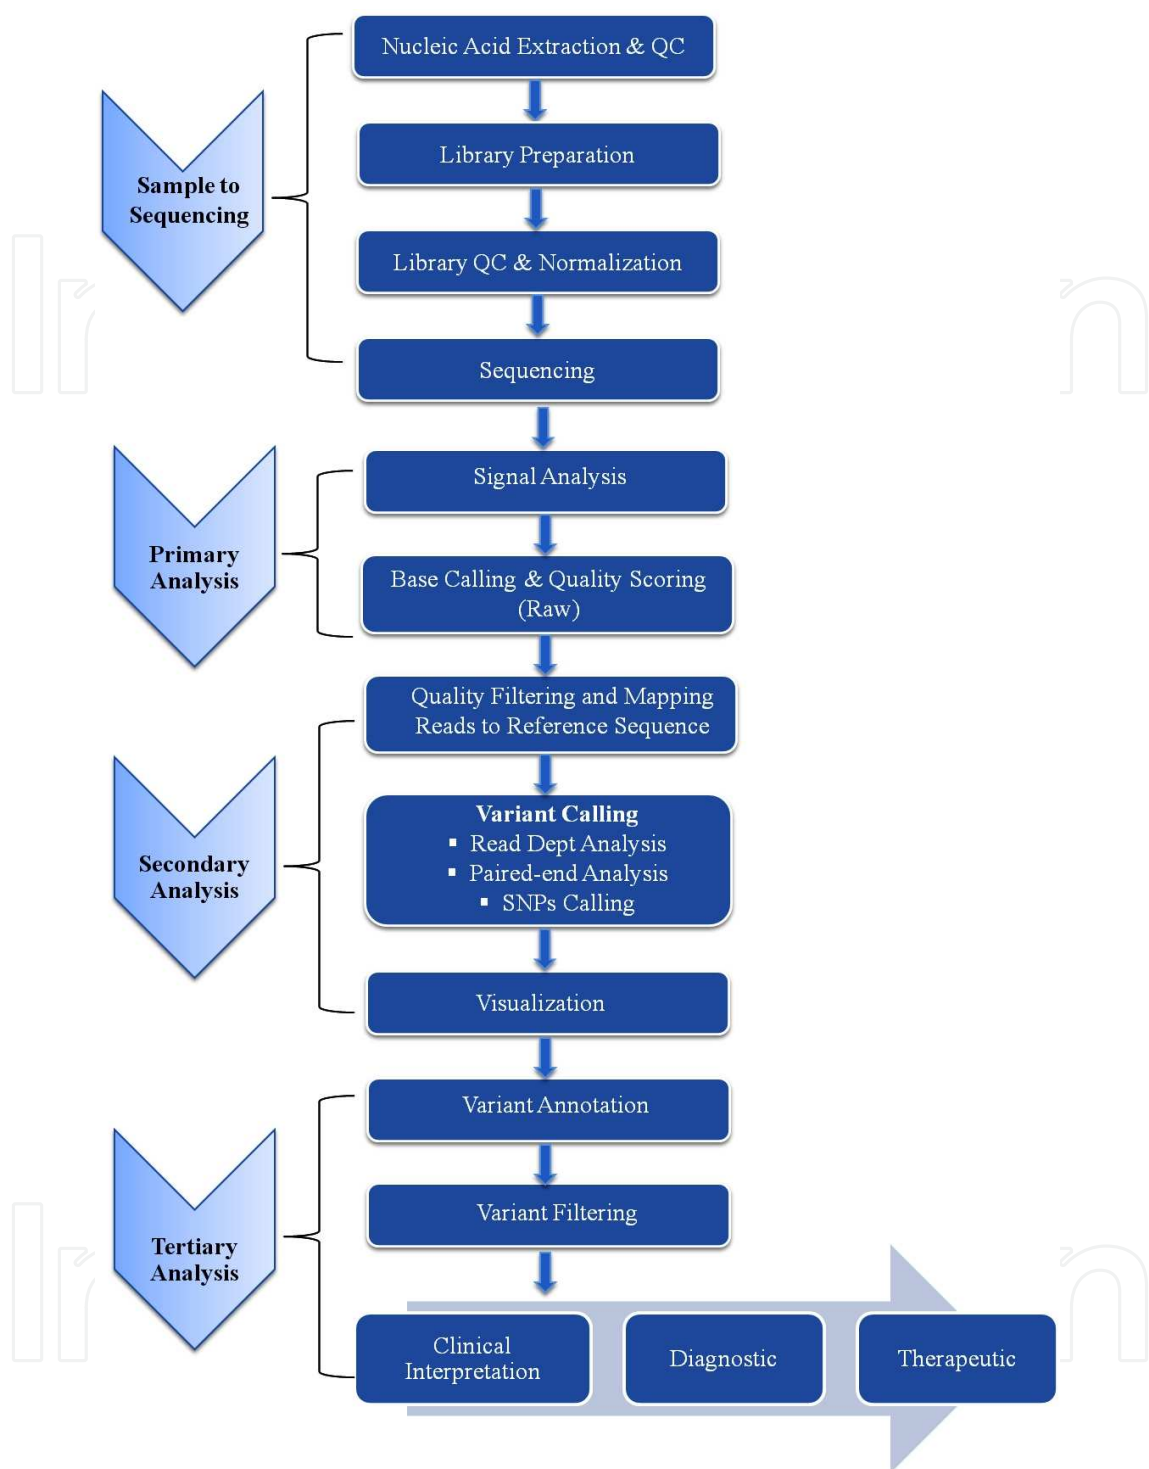 Nucleic Acid Extraction & QC
Library Preparation
Sample to
Sequencing
Library QC & Normalization
Sequencing
Signal Analysis
Primary
Analysis
Base Calling & Quality Scoring
(Raw)
Quality Filtering and Mapping
Reads to Reference Sequence
Variant Calling
▪ Read Dept Analysis
▪ Paired-end Analysis
▪ SNPs Calling
Secondary
Analysis
Visualization
Variant Annotation
Variant Filtering
Tertiary
Analysis
Clinical
Interpretation
Diagnostic
Therapeutic